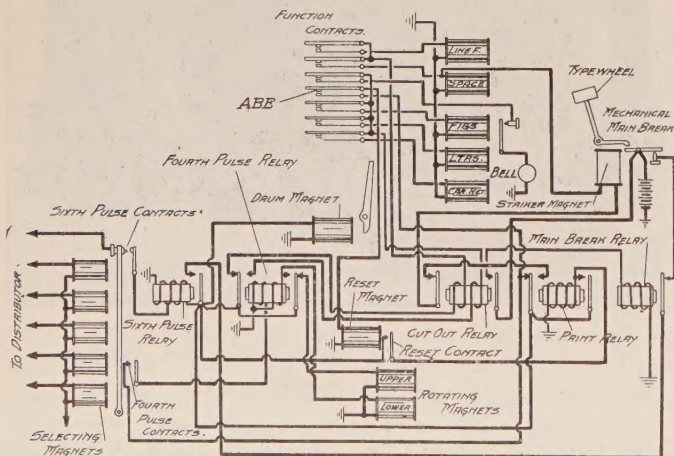 FUNCTION
CONTACTS.
LINE F.
SPACE
TYPEWHEEL
ABE
MECHANICAL
MAIN BREAK
FIGS
FOURTH PULSE RELAY
LTRS.
BELL
DRUM MAGNET
CAR. RET.
STRIKER MAGNET
SIXTH PULSE CONTACTS.
MAIN BREAK RELAY
RESET
MAGNET
TO DISTRIBUTOR.
SIXTH PULSE
RELAY
CUT OUT RELAY
PRINT RELAY
RESET CONTACT
UPPER
ROTATING
MAGNETS
LOWER
FOURTH
PULSE
CONTACTS.
SELECTING
MAGNETS